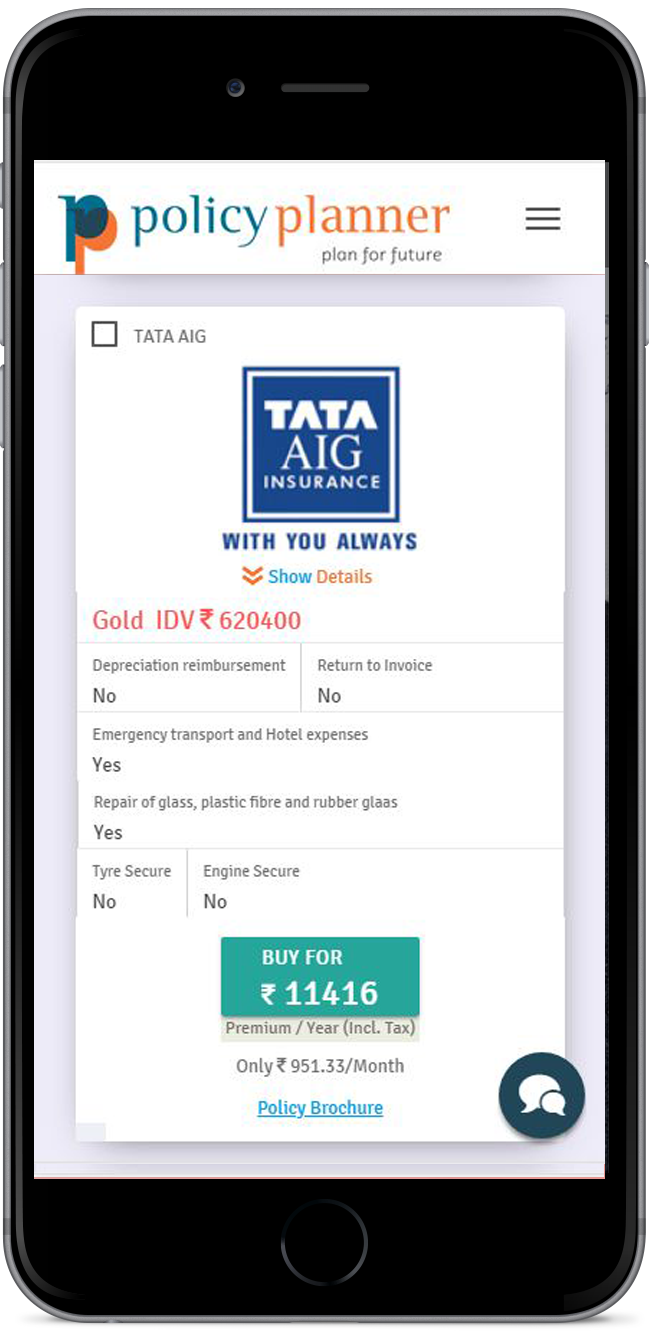 policy planner
plan for future
TATA AIG
TATA
AIG
INSURANCE
WITH YOU ALWAYS
Show Details
Gold IDV ₹ 620400
Depreciation reimbursement Return to Invoice
No No
Emergency transport and Hotel expenses
Yes
Repair of glass, plastic fibre and rubber glaas
Yes
Tyre Secure Engine Secure
No No
BUY FOR
₹ 11416
Premium / Year (Incl. Tax)
Only ₹ 951.33/Month
Policy Brochure